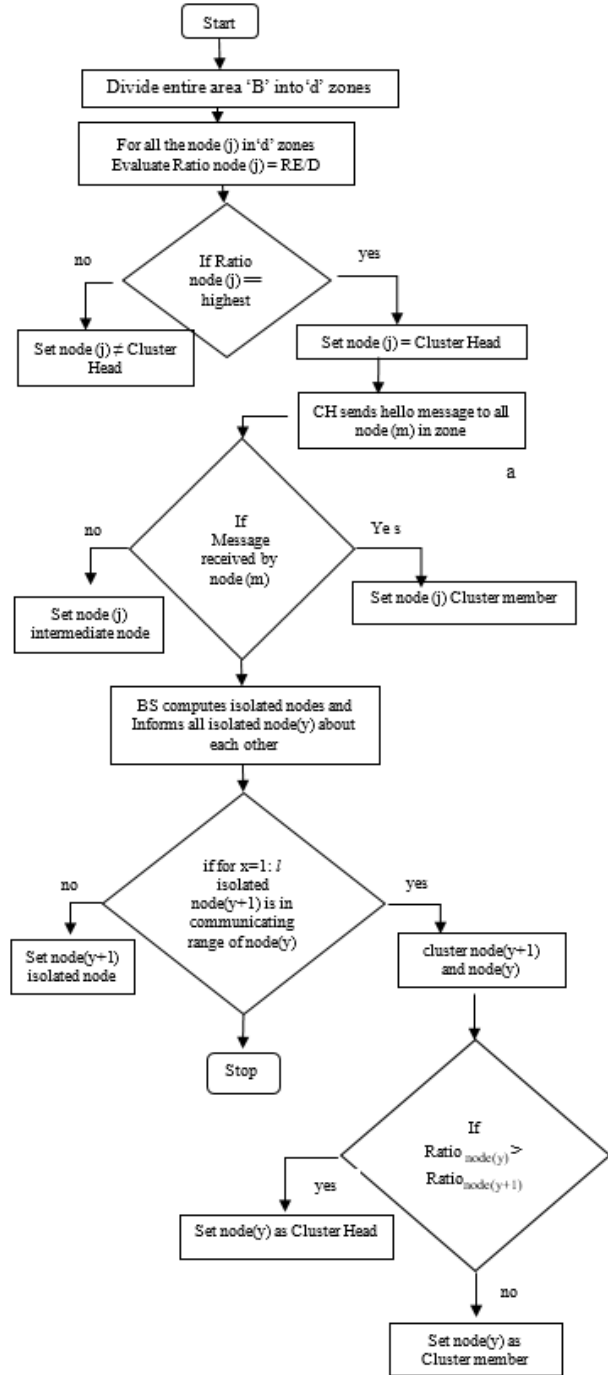 Start
Divide entire area ‘B’ into ‘d’ zones
For all the node (j) in ‘d’ zones
Evaluate Ratio node (j) = RE/D
no
If Ratio
node (j) ==
highest
yes
Set node (j) ≠ Cluster
Head
Set node (j) = Cluster Head
CH sends hello message to all
node (m) in zone
a
no
If
Message
received by
node (m)
Ye s
Set node (j)
intermediate node
Set node (j) Cluster member
BS computes isolated nodes and
Informs all isolated node(y) about
each other
no
if for x=1: l
isolated
node(y+1) is in
communicating
range of node(y)
yes
Set node(y+1)
isolated node
cluster node(y+1)
and node(y)
Stop
If
Ratio node(y) >
Ratio node(y+1)
yes
Set node(y) as Cluster Head
no
Set node(y) as
Cluster member